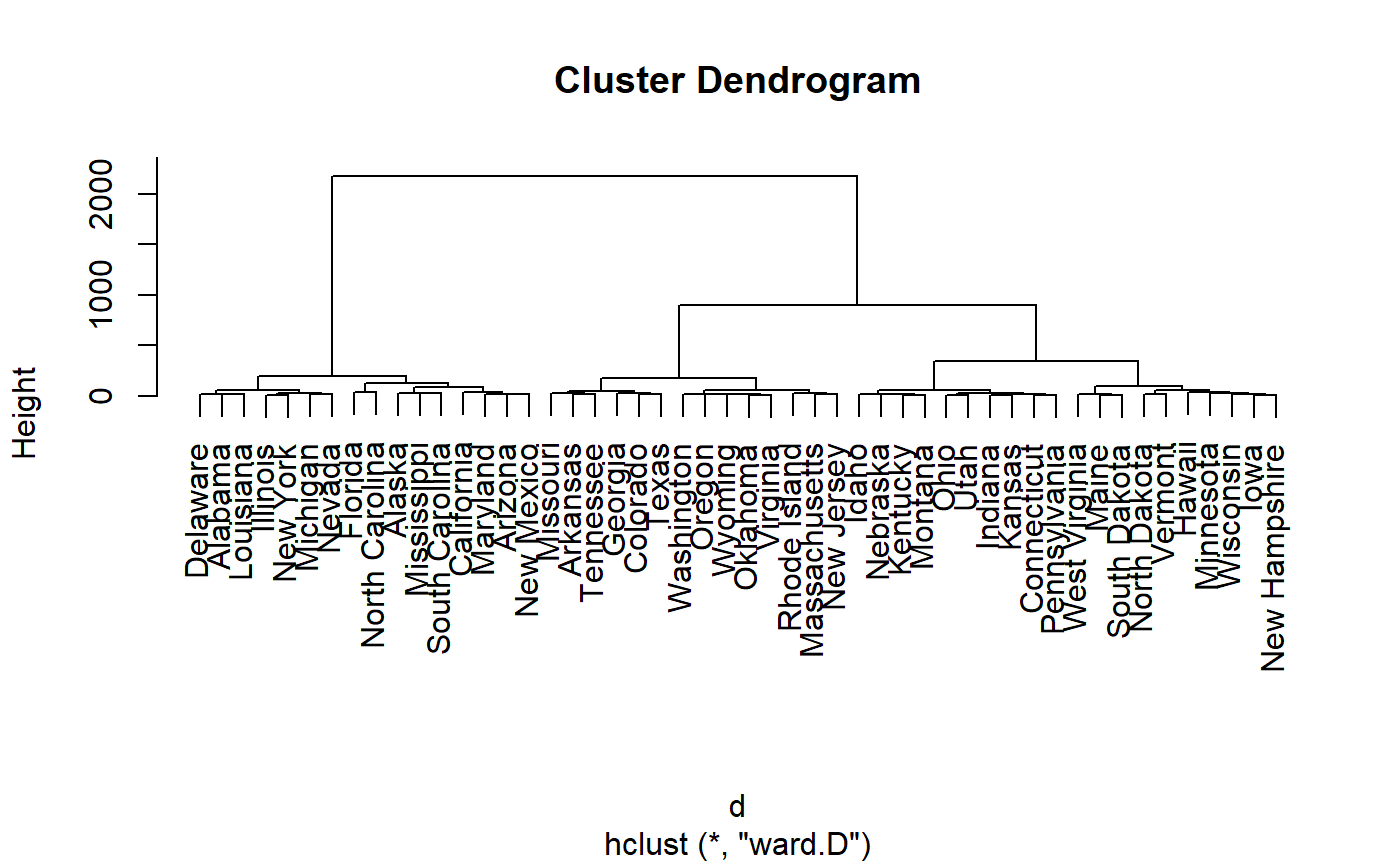 Cluster Dendrogram
Height
2000
1000
0
Delaware
Alabama
Louisiana
Illinois
New York
Michigan
Nevada
Florida
North Carolina
Alaska
Mississippi
South Carolina
California
Maryland
Arizona
New Mexico
Missouri
Arkansas
Tennessee
Georgia
Colorado
Texas
Washington
Oregon
Wyoming
Oklahoma
Virginia
Rhode Island
Massachusetts
New Jersey
Idaho
Nebraska
Kentucky
Montana
Ohio
Utah
Indiana
Kansas
Connecticut
Pennsylvania
West Virginia
Maine
South Dakota
North Dakota
Vermont
Hawaii
Minnesota
Wisconsin
Iowa
New Hampshire
d
hclust (*, "ward.D")